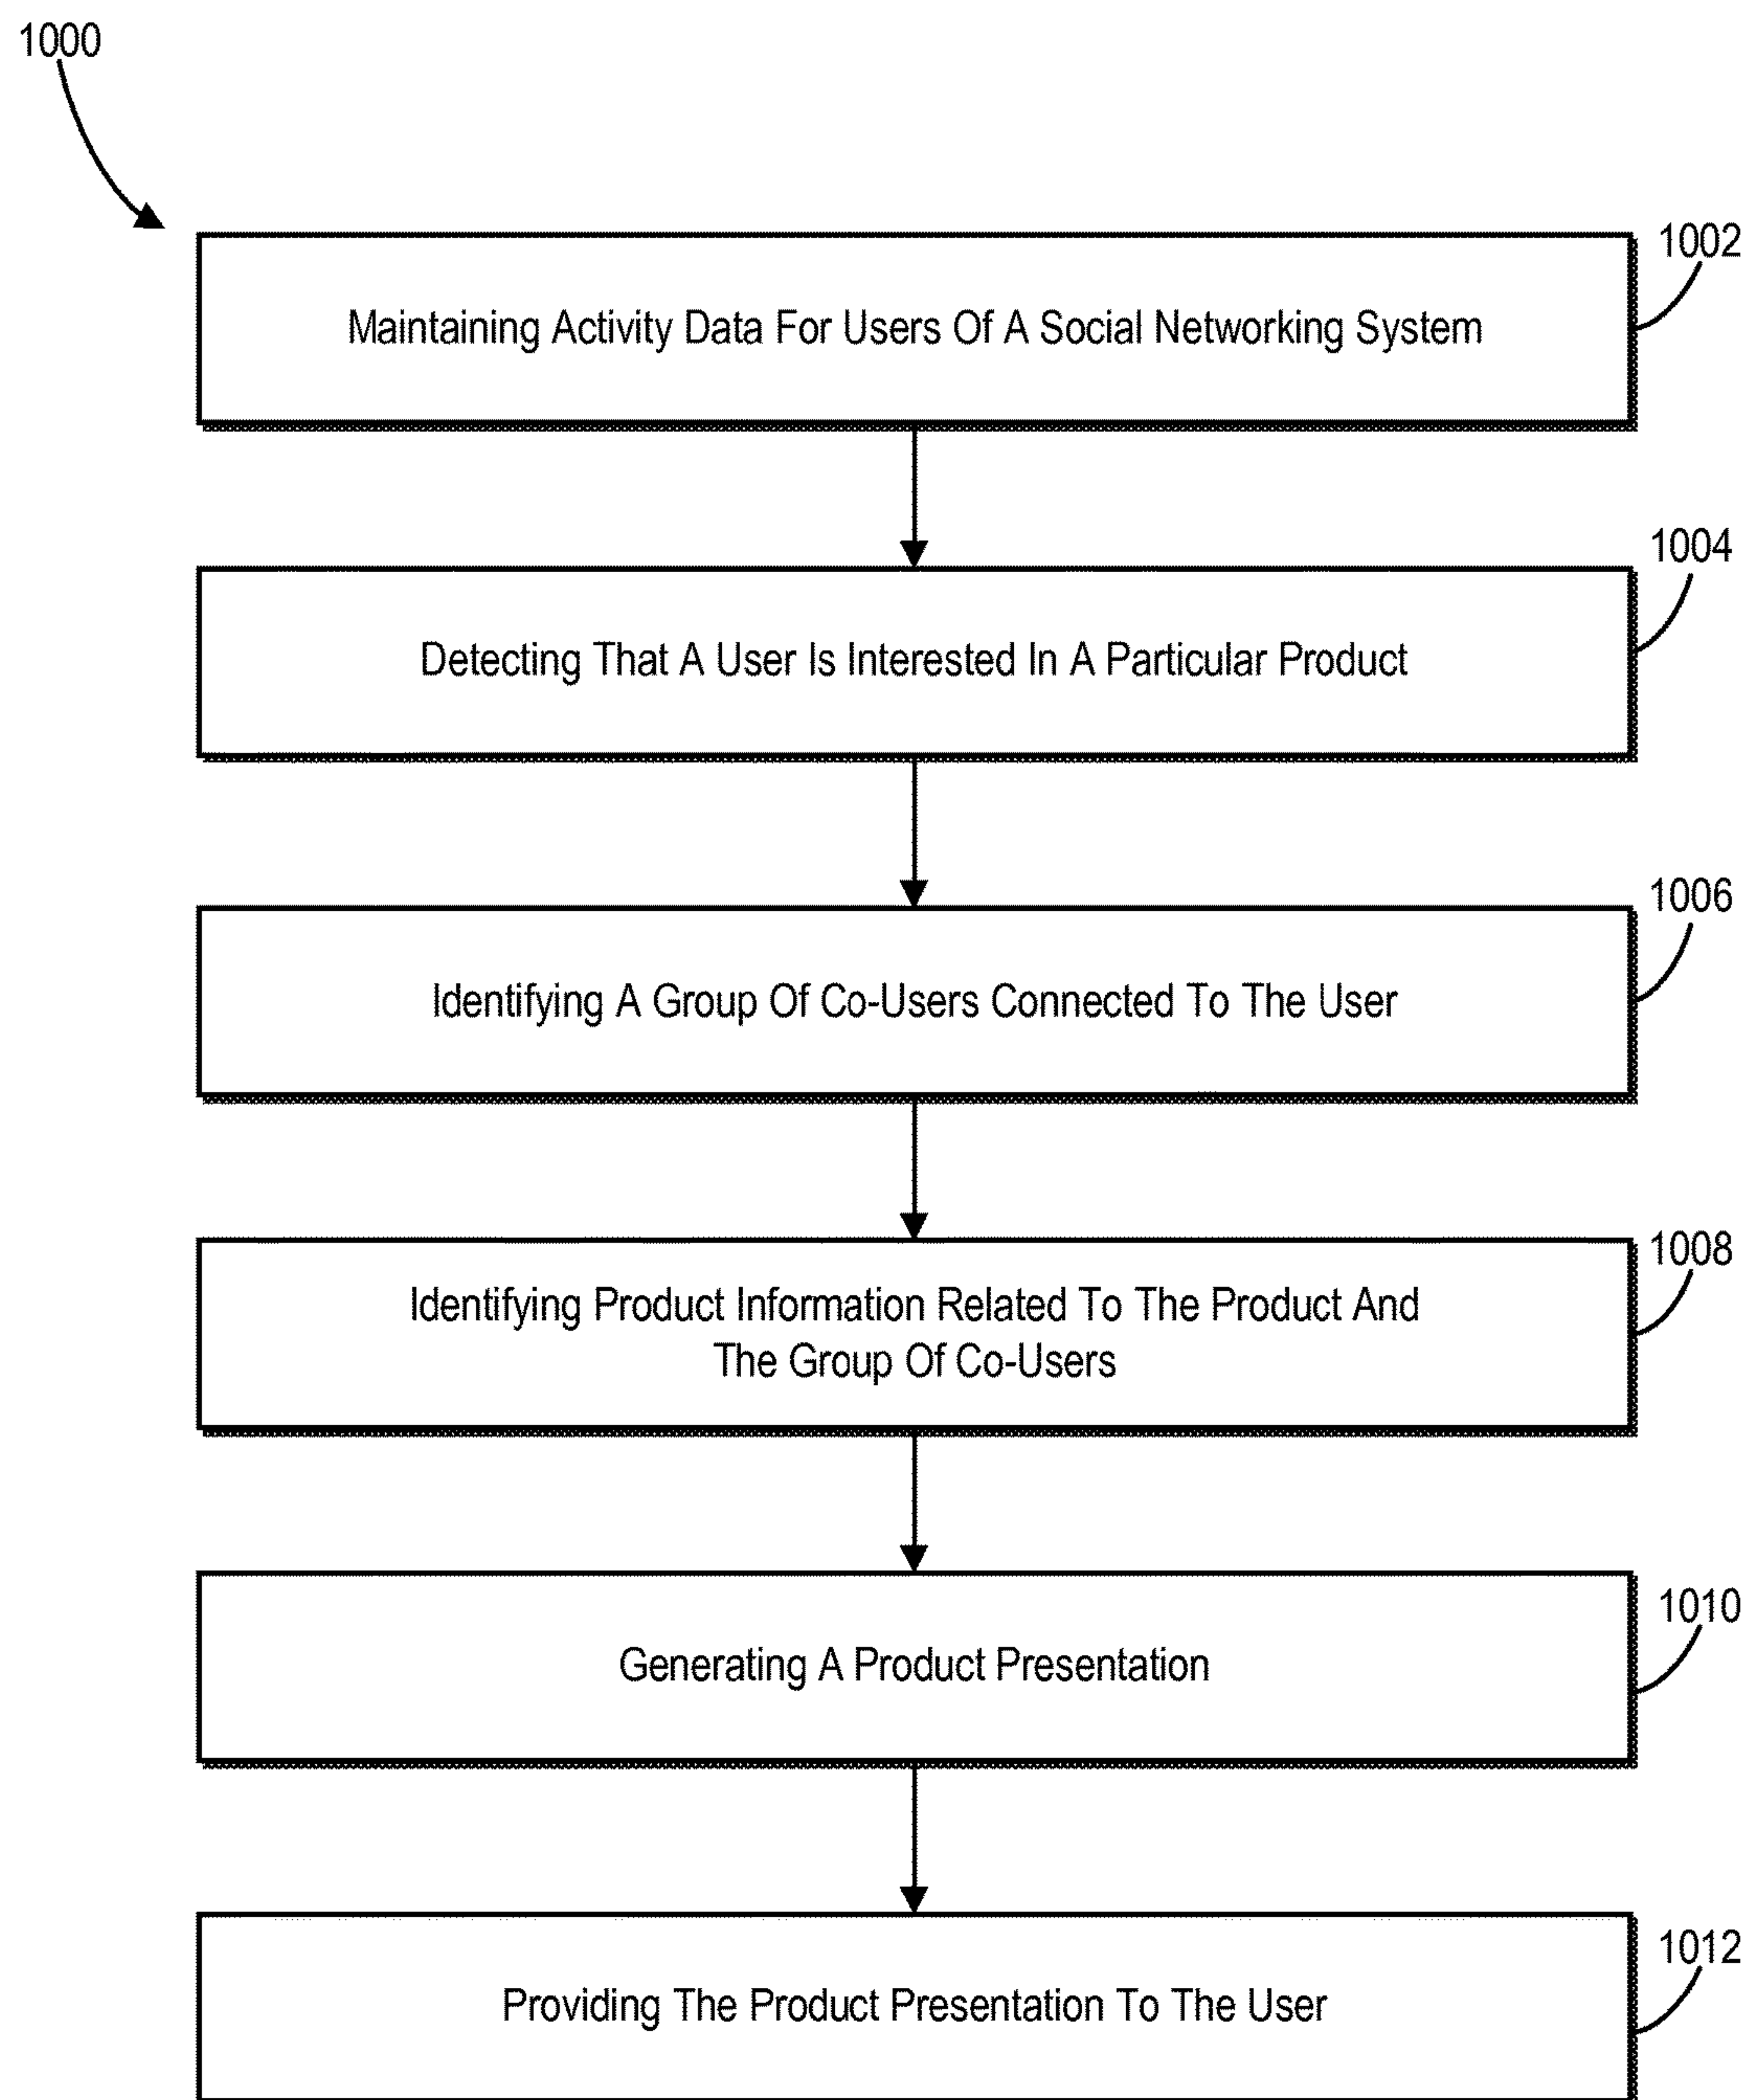 1000
1002
Maintaining Activity Data For Users Of A Social Networking System
1004
Detecting That A User Is Interested In A Particular Product
1006
Identifying A Group Of Co-Users Connected To The User
1008
Identifying Product Information Related To The Product And
The Group Of Co-Users
1010
Generating A Product Presentation
1012
Providing The Product Presentation To The User